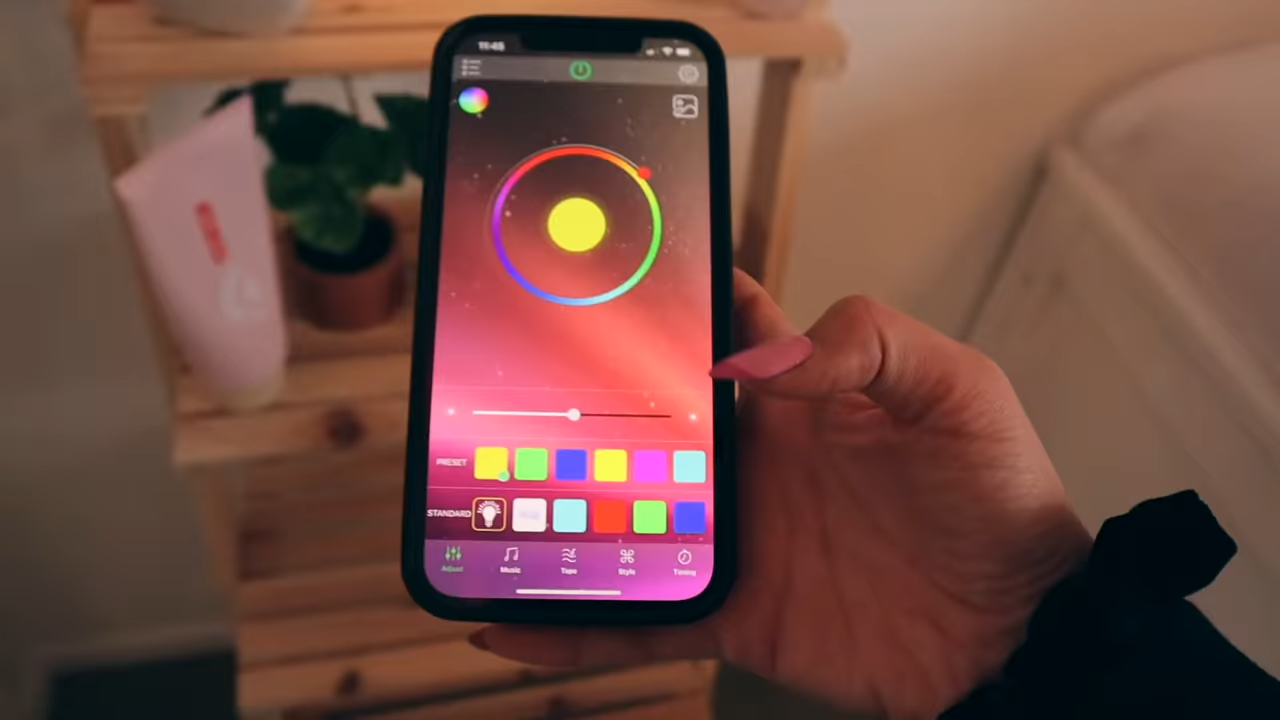 11:45
PRESET
STANDARD
Adjust
Music
Tape
Style
Timing